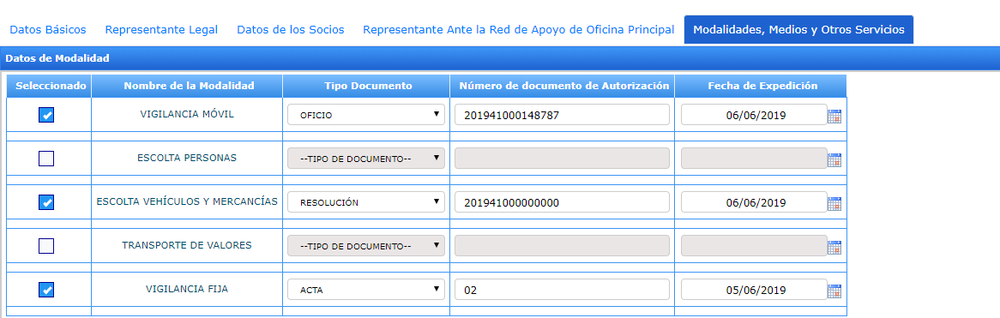 Datos Básicos Representante Legal Datos de los Socios Representante Ante la Red de Apoyo de Oficina Principal Modalidades, Medios y Otros Servicios
Datos de Modalidad
Seleccionado Nombre de la Modalidad Tipo Documento Número de documento de Autorización Fecha de Expedición
VIGILANCIA MÓVIL OFICIO 201941000148787 06/06/2019
ESCOLTA PERSONAS --TIPO DE DOCUMENTO--
ESCOLTA VEHÍCULOS Y MERCANCÍAS RESOLUCIÓN 201941000000000 06/06/2019
TRANSPORTE DE VALORES --TIPO DE DOCUMENTO--
VIGILANCIA FIJA ACTA 02 05/06/2019